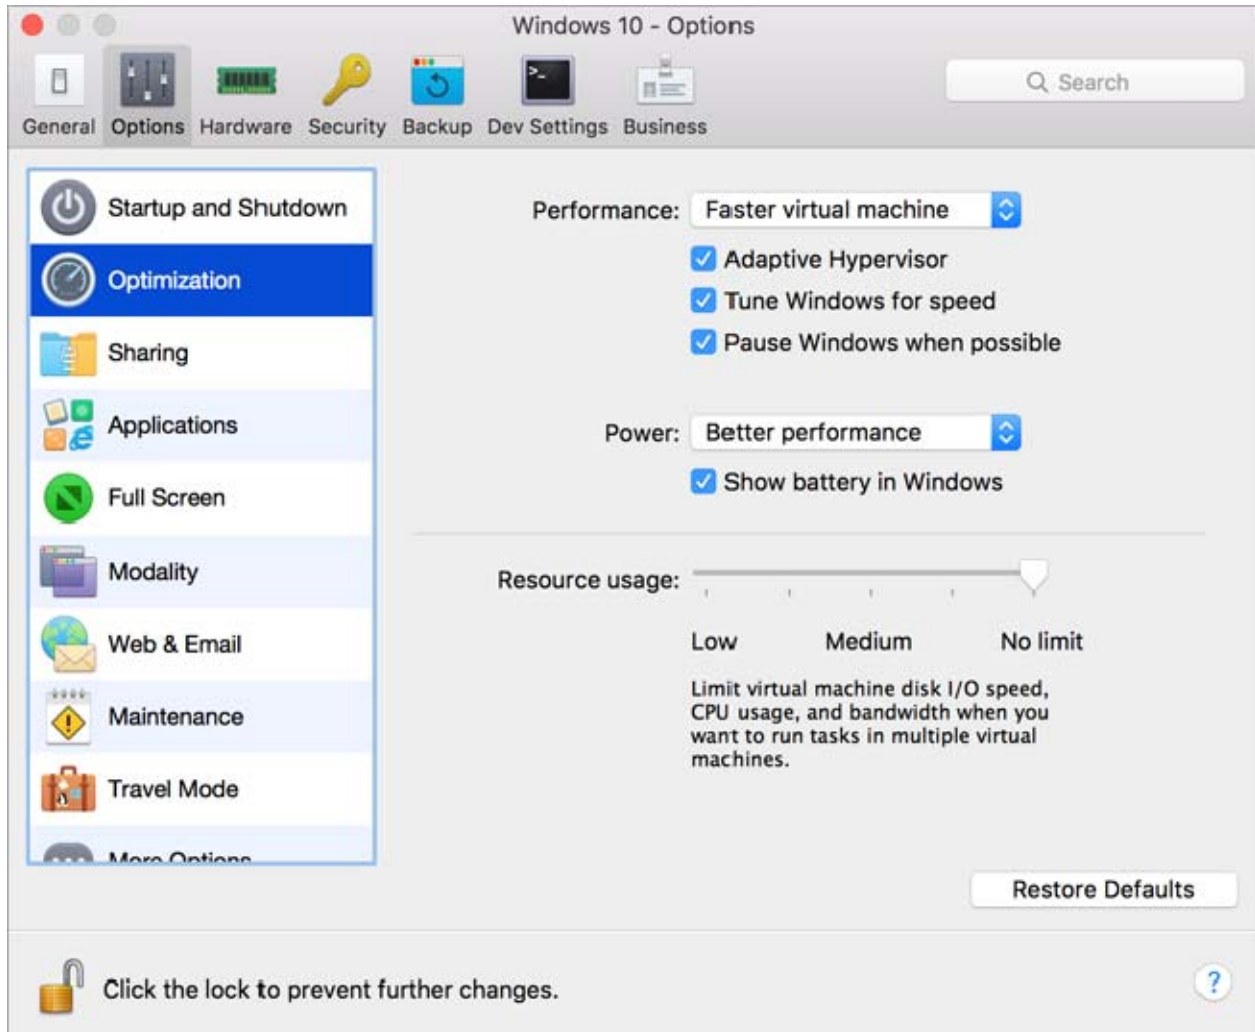 Windows 10 - Options
Search
General Options Hardware Security Backup Dev Settings Business
Startup and Shutdown
Optimization
Sharing
Applications
Full Screen
Modality
Web & Email
Maintenance
Travel Mode
More Options
Performance: Faster virtual machine
Adaptive Hypervisor
Tune Windows for speed
Pause Windows when possible
Power: Better performance
Show battery in Windows
Resource usage:
Low Medium No limit
Limit virtual machine disk I/O speed,
CPU usage, and bandwidth when you
want to run tasks in multiple virtual
machines.
Restore Defaults
Click the lock to prevent further changes.
?